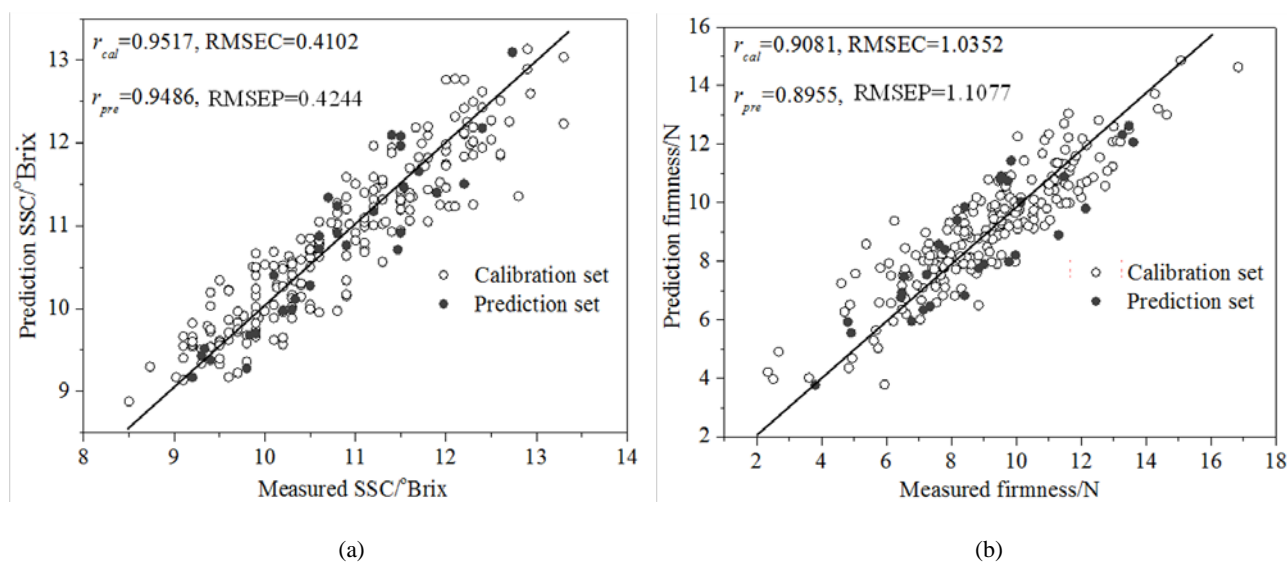 r_cal=0.9517, RMSEC=0.4102
r_pre=0.9486, RMSEP=0.4244
13
12
11
10
9
Prediction SSC/°Brix
Calibration set
Prediction set
8 9 10 11 12 13 14
Measured SSC/°Brix
(a)
r_cal=0.9081, RMSEC=1.0352
r_pre=0.8955, RMSEP=1.1077
16
14
12
10
8
6
4
2
Prediction firmness/N
Calibration set
Prediction set
2 4 6 8 10 12 14 16 18
Measured firmness/N
(b)